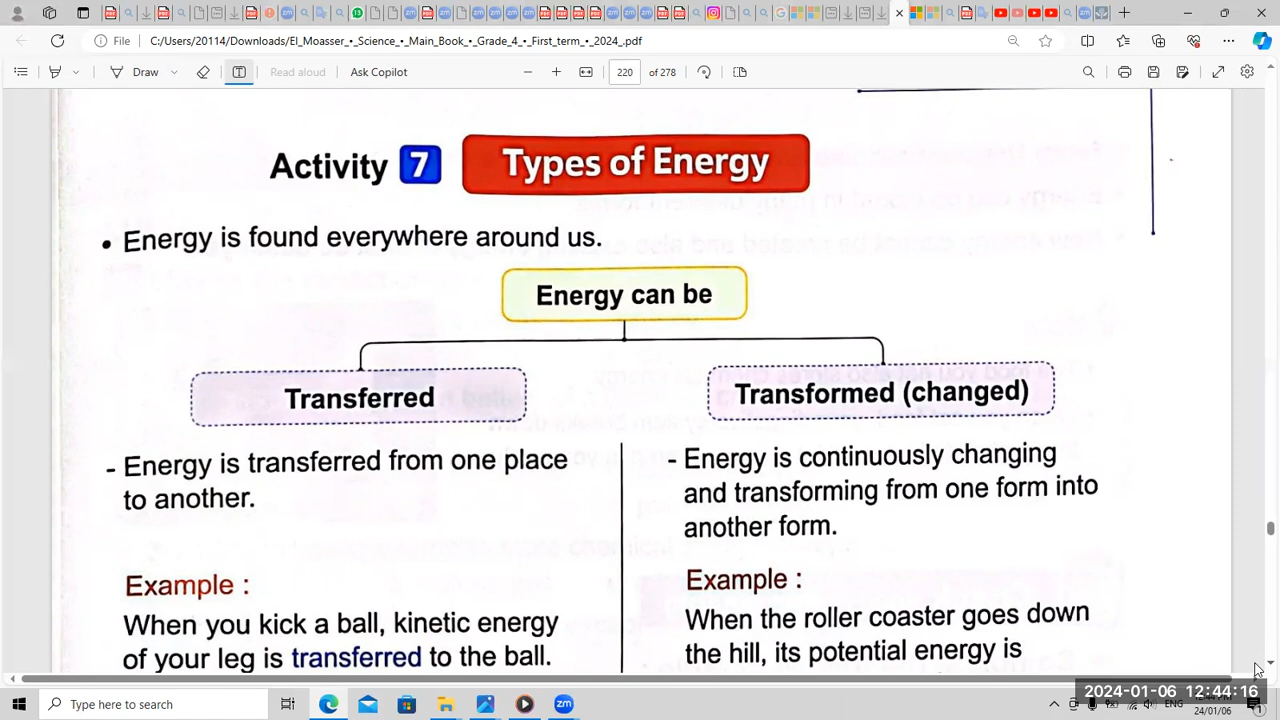 File
C:/Users/20114/Downloads/El_Moasser_•_Science_•_Main_Book_•_Grade_4_•_First_term_•_2024_.pdf
Draw
Read aloud
Ask Copilot
220 of 278
Activity 7 Types of Energy
• Energy is found everywhere around us.
Energy can be
Transferred
- Energy is transferred from one place
to another.
Example :
When you kick a ball, kinetic energy
of your leg is transferred to the ball.
Transformed (changed)
- Energy is continuously changing
and transforming from one form into
another form.
Example :
When the roller coaster goes down
the hill, its potential energy is
Type here to search
ENG
24/01/06
2024-01-06 12:44:16